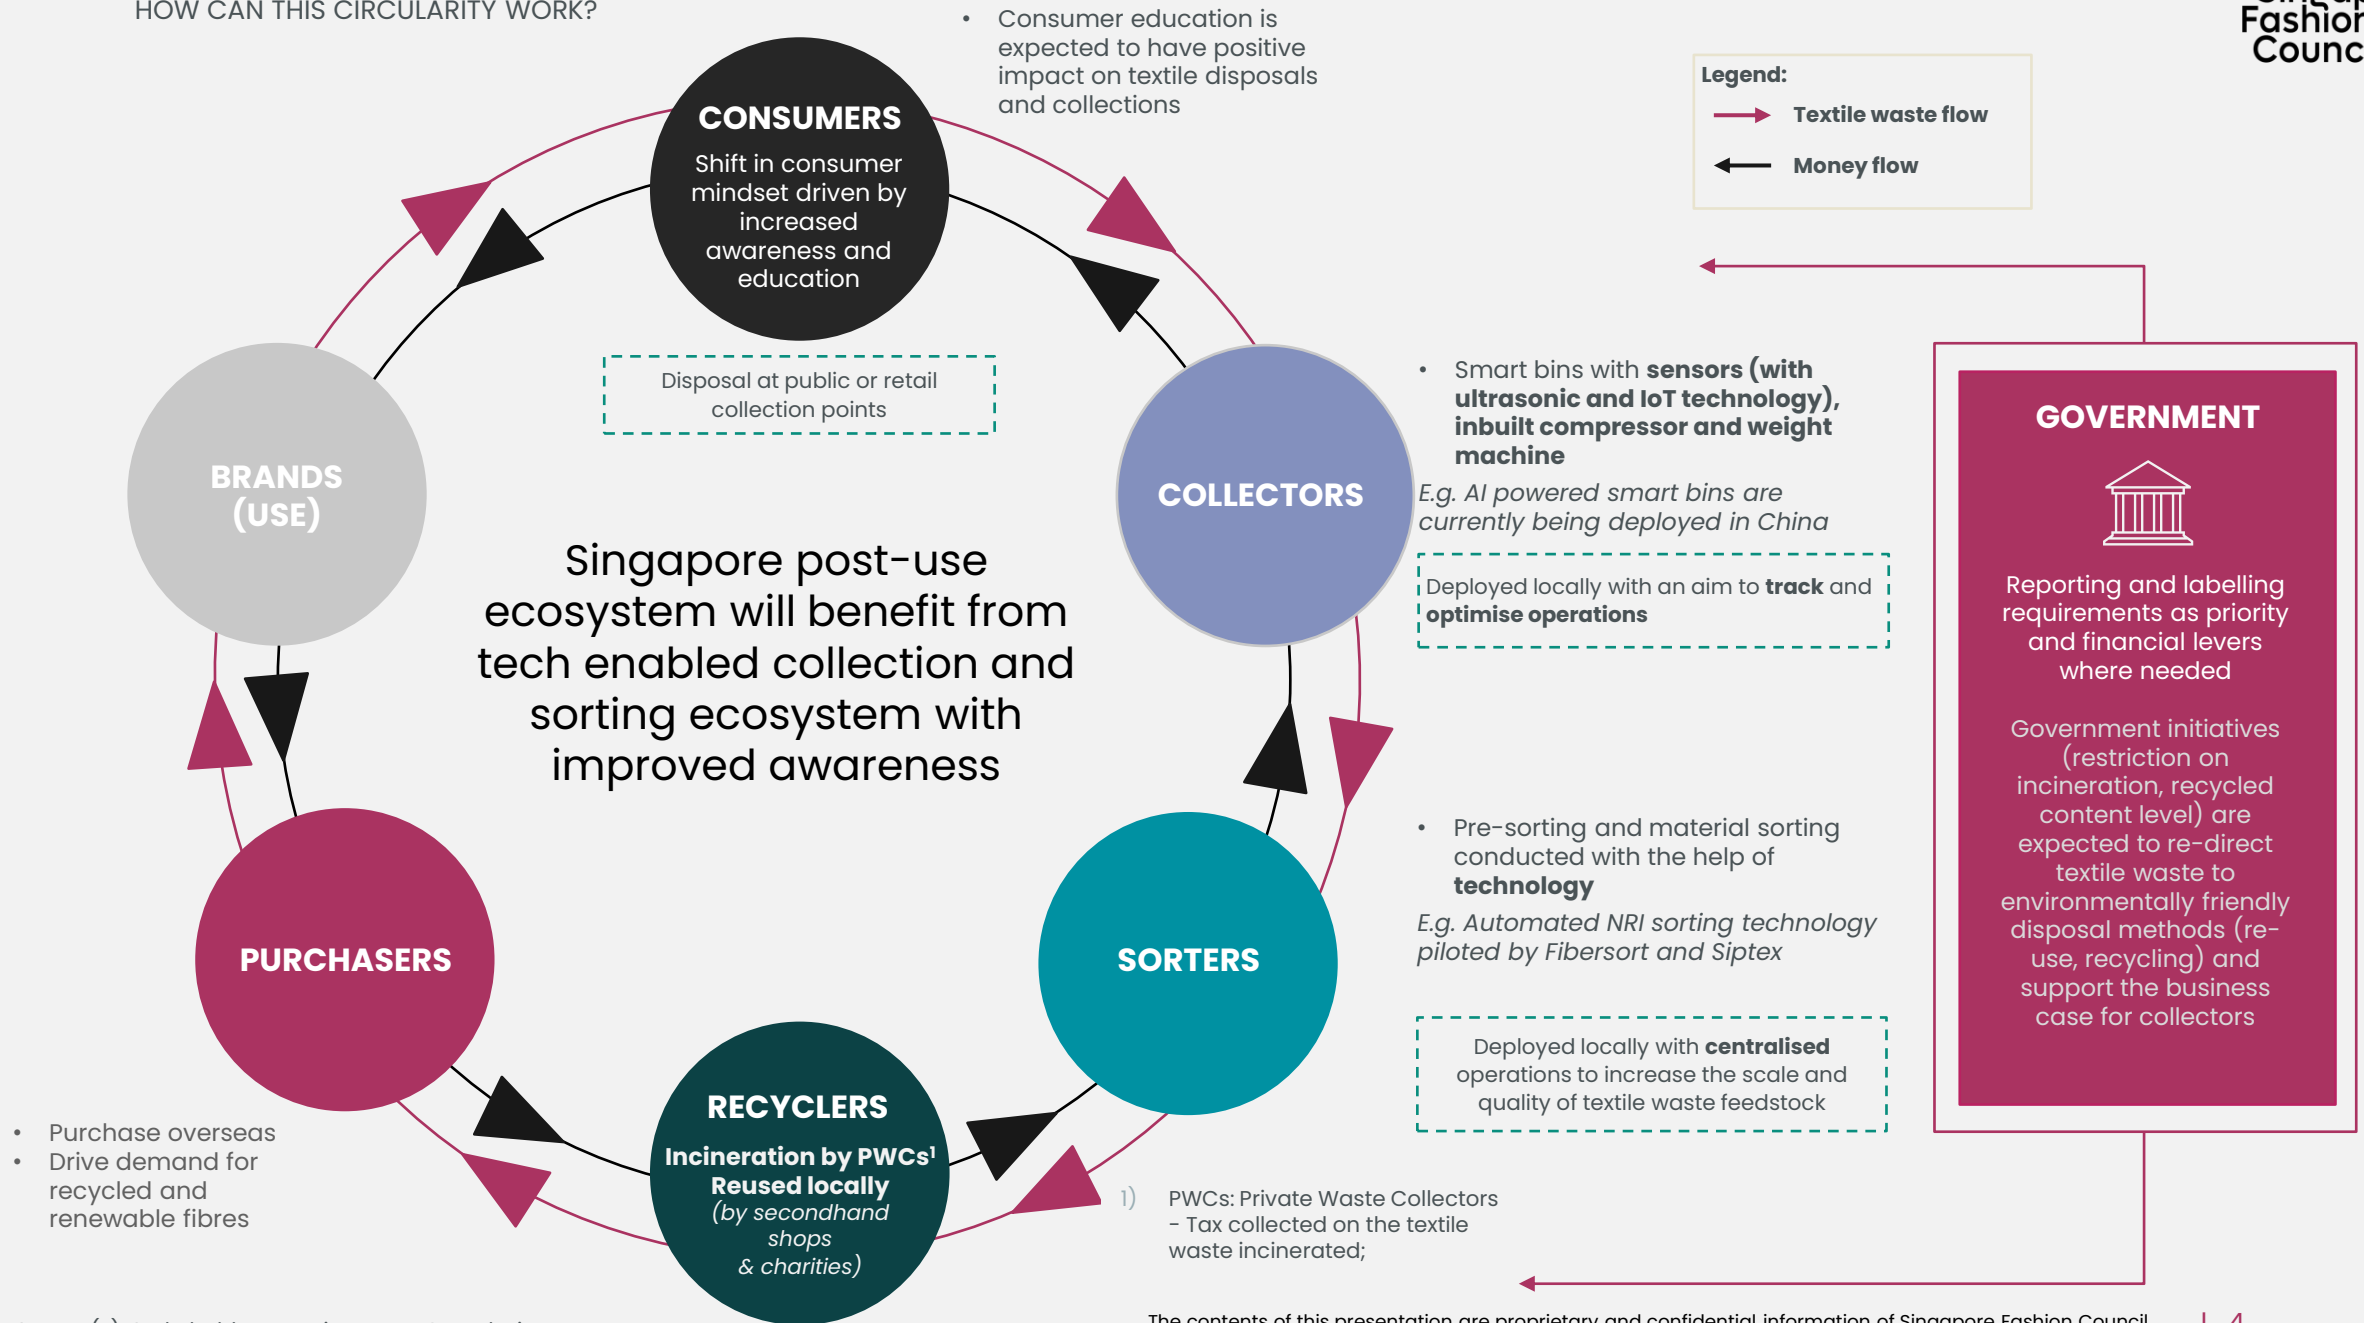 HOW CAN THIS CIRCULARITY WORK?
• Consumer education is
expected to have positive
impact on textile disposals
and collections
Fashion
Legend:
Textile waste flow
Money flow
CONSUMERS
Shift in consumer
mindset driven by
increased
awareness and
education
Disposal at public or retail
collection points
BRANDS
(USE)
COLLECTORS
• Smart bins with sensors (with
ultrasonic and IoT technology),
inbuilt compressor and weight
machine
E.g. AI powered smart bins are
currently being deployed in China
Deployed locally with an aim to track and
optimise operations
Singapore post-use
ecosystem will benefit from
tech enabled collection and
sorting ecosystem with
improved awareness
GOVERNMENT
Reporting and labelling
requirements as priority
and financial levers
where needed
Government initiatives
(restriction on
incineration, recycled
content level) are
expected to re-direct
textile waste to
environmentally friendly
disposal methods (re-
use, recycling) and
support the business
case for collectors
PURCHASERS
SORTERS
• Pre-sorting and material sorting
conducted with the help of
technology
E.g. Automated NRI sorting technology
piloted by Fibersort and Siptex
Deployed locally with centralised
operations to increase the scale and
quality of textile waste feedstock
RECYCLERS
Incineration by PWCs¹
Reused locally
(by secondhand
shops
& charities)
• Purchase overseas
• Drive demand for
recycled and
renewable fibres
1) PWCs: Private Waste Collectors
- Tax collected on the textile
waste incinerated;
The contents of this presentation are proprietary and confidential information of Singapore Fashion Council
| 4